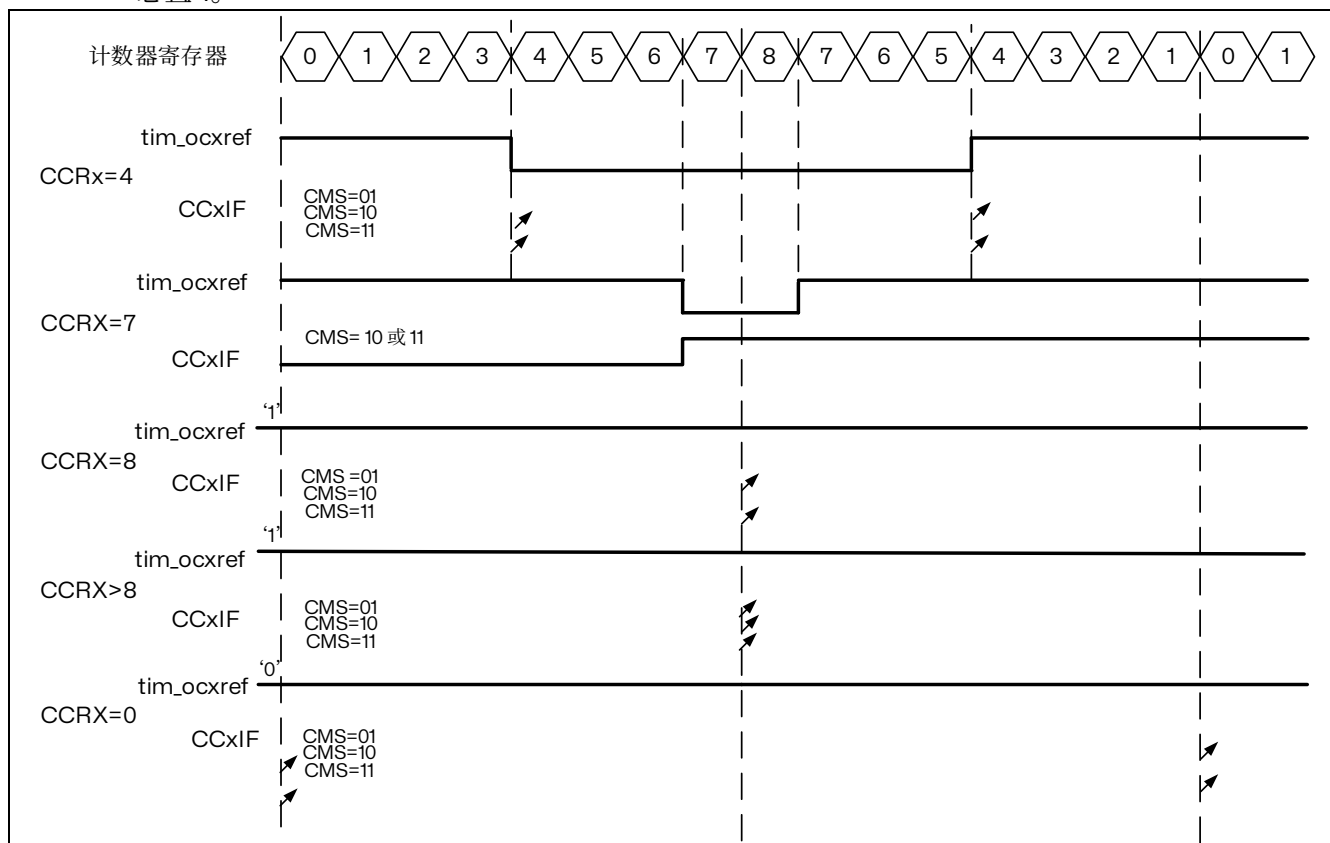 计数器寄存器 0 1 2 3 4 5 6 7 8 7 6 5 4 3 2 1 0 1
tim_ocxref
CCRx=4
CCxIF
CMS=01
CMS=10
CMS=11
tim_ocxref
CCRX=7
CMS= 10 或 11
CCxIF
‘1’
tim_ocxref
CCRX=8
CCxIF
CMS =01
CMS=10
CMS=11
‘1’
tim_ocxref
CCRX>8
CCxIF
CMS=01
CMS=10
CMS=11
‘0’
tim_ocxref
CCRX=0
CCxIF
CMS=01
CMS=10
CMS=11